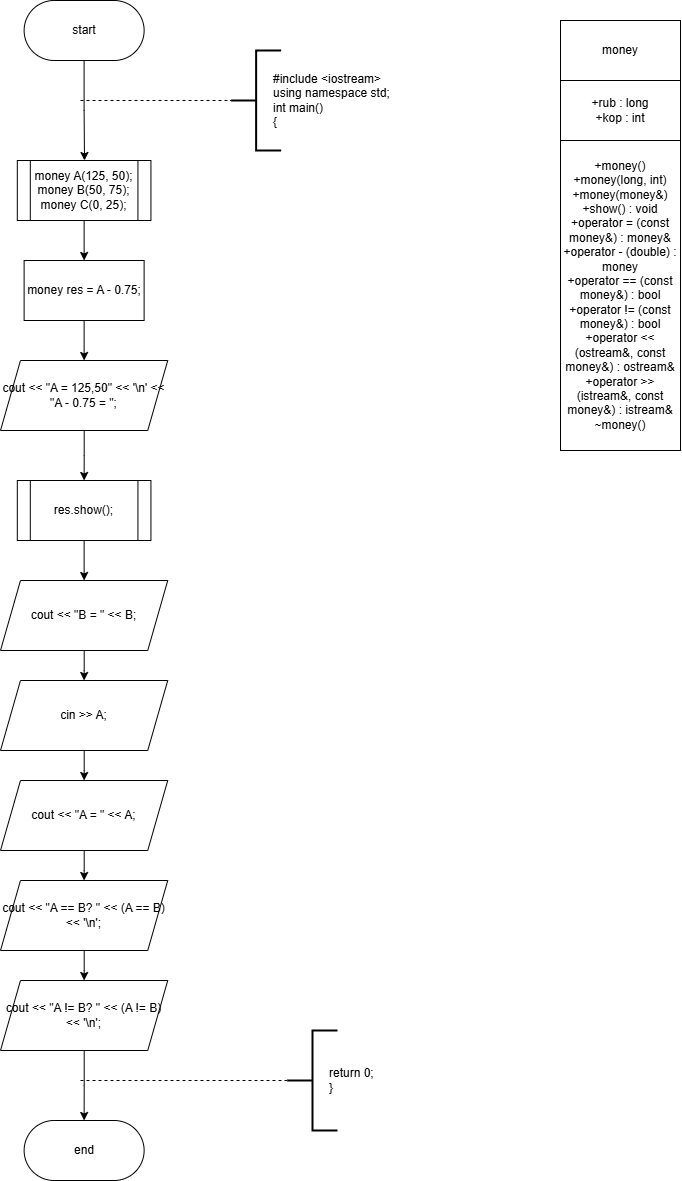 start
#include <iostream>
using namespace std;
int main()
{
money A(125, 50);
money B(50, 75);
money C(0, 25);
money res = A - 0.75;
cout << "A = 125,50" << '\n' <<
"A - 0.75 = ";
res.show();
cout << "B = " << B;
cin >> A;
cout << "A = " << A;
cout << "A == B? " << (A == B)
<< '\n';
cout << "A != B? " << (A != B)
<< '\n';
return 0;
}
end
money
+rub : long
+kop : int
+money()
+money(long, int)
+money(money&)
+show() : void
+operator = (const
money&) : money&
+operator - (double) :
money
+operator == (const
money&) : bool
+operator != (const
money&) : bool
+operator <<
(ostream&, const
money&) : ostream&
+operator >>
(istream&, const
money&) : istream&
~money()